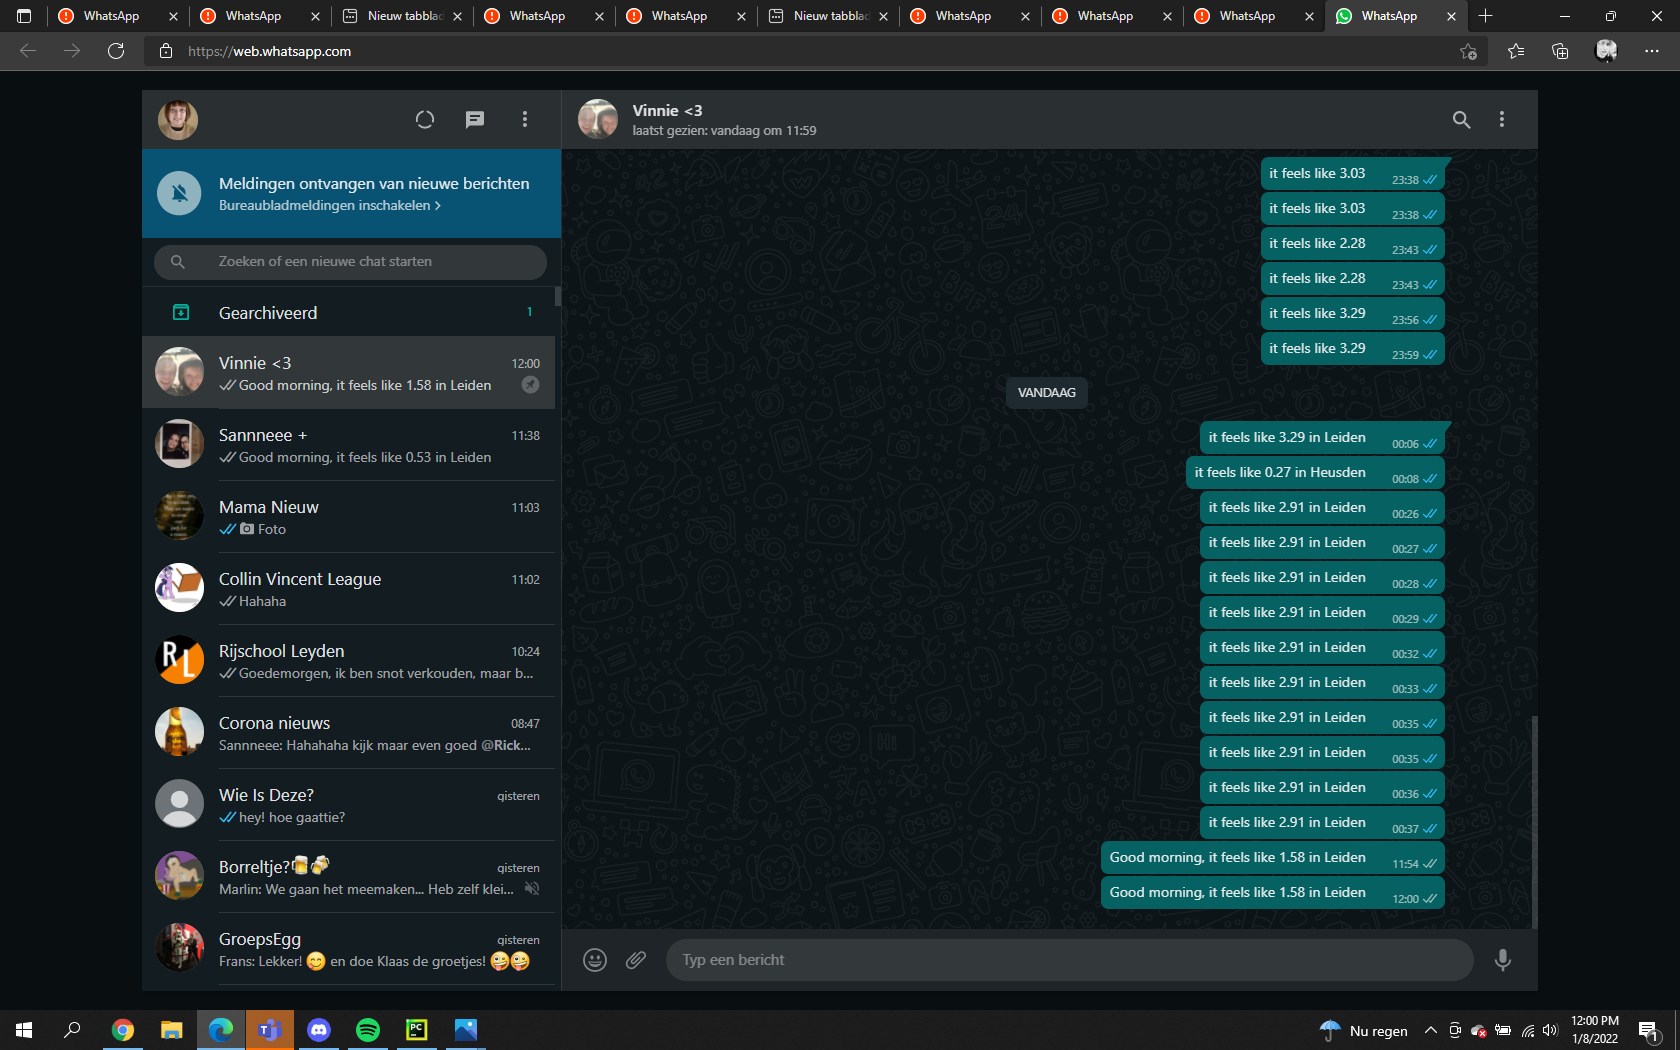 WhatsApp
WhatsApp
Nieuw tabblad
WhatsApp
WhatsApp
Nieuw tabblad
WhatsApp
WhatsApp
WhatsApp
WhatsApp
https://web.whatsapp.com
Vinnie <3
laatst gezien: vandaag om 11:59
Meldingen ontvangen van nieuwe berichten
Bureaubladmeldingen inschakelen >
Zoeken of een nieuwe chat starten
Gearchiveerd 1
Vinnie <3 12:00
Good morning, it feels like 1.58 in Leiden
Sannneee + 11:38
Good morning, it feels like 0.53 in Leiden
Mama Nieuw 11:03
Foto
Collin Vincent League 11:02
Hahaha
RL
Rijschool Leyden 10:24
Goedemorgen, ik ben snot verkouden, maar b...
Corona nieuws 08:47
Sannneee: Hahahaha kijk maar even goed @Rick...
Wie Is Deze? gisteren
hey! hoe gaattie?
Borreltje?🍺🍻 gisteren
Marlin: We gaan het meemaken... Heb zelf klei...
GroepsEgg gisteren
Frans: Lekker! 😋 en doe Klaas de groetjes! 🤪🤪
it feels like 3.03 23:38
it feels like 3.03 23:38
it feels like 2.28 23:43
it feels like 2.28 23:43
it feels like 3.29 23:56
it feels like 3.29 23:59
VANDAAG
it feels like 3.29 in Leiden 00:06
it feels like 0.27 in Heusden 00:08
it feels like 2.91 in Leiden 00:26
it feels like 2.91 in Leiden 00:27
it feels like 2.91 in Leiden 00:28
it feels like 2.91 in Leiden 00:29
it feels like 2.91 in Leiden 00:32
it feels like 2.91 in Leiden 00:33
it feels like 2.91 in Leiden 00:35
it feels like 2.91 in Leiden 00:35
it feels like 2.91 in Leiden 00:36
it feels like 2.91 in Leiden 00:37
Good morning, it feels like 1.58 in Leiden 11:54
Good morning, it feels like 1.58 in Leiden 12:00
Typ een bericht
PC
Nu regen
12:00 PM
1/8/2022
1